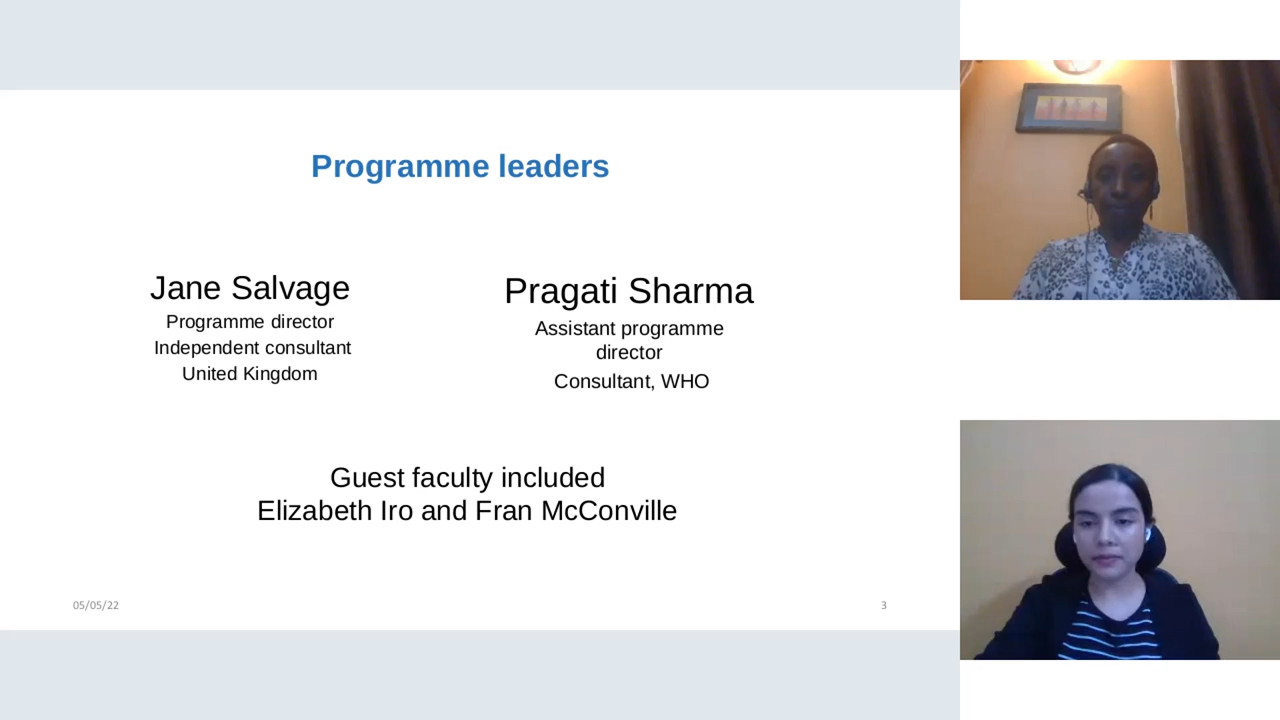 Programme leaders
Jane Salvage
Programme director
Independent consultant
United Kingdom
Pragati Sharma
Assistant programme
director
Consultant, WHO
Guest faculty included
Elizabeth Iro and Fran McConville
05/05/22
3